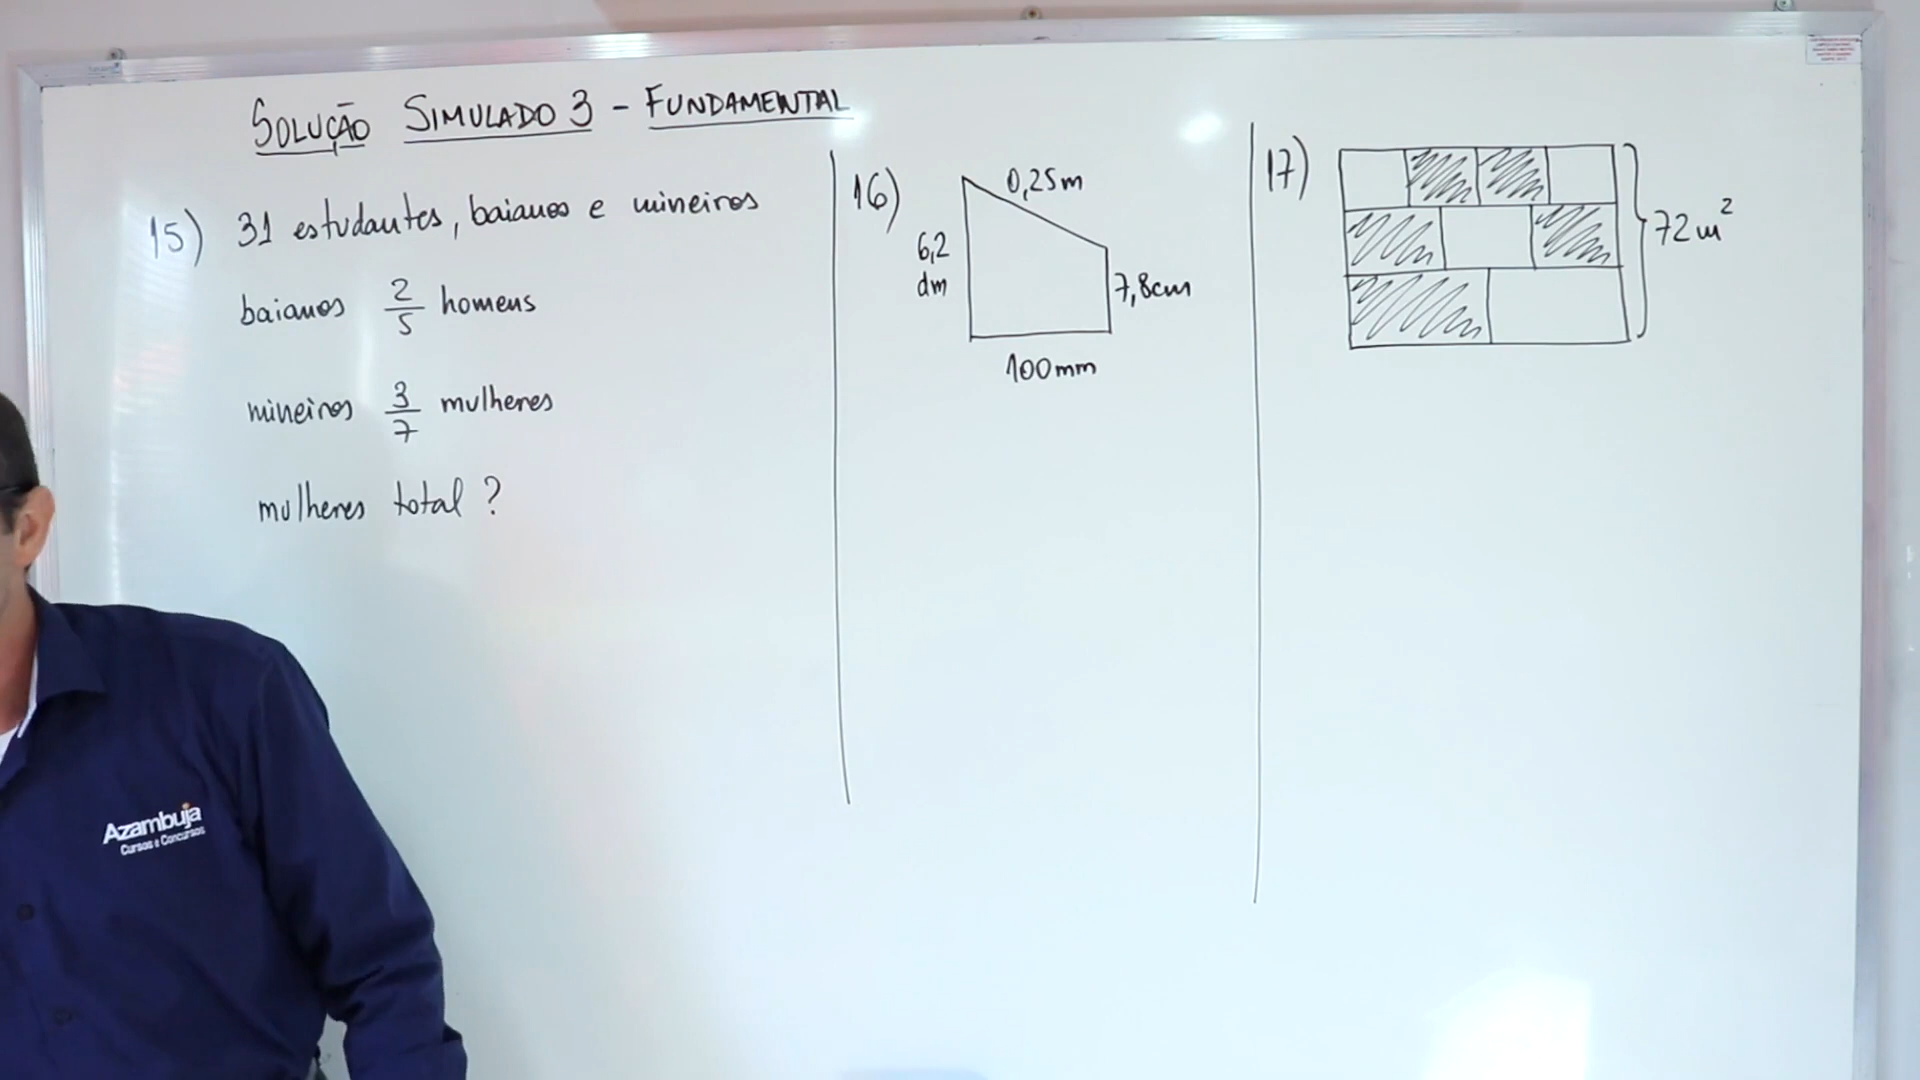 SOLUÇÃO SIMULADO 3 - FUNDAMENTAL
15) 31 estudantes, baianos e mineiros
baianos 2/5 homens
mineiros 3/7 mulheres
mulheres total ?
16)
0,25m
6,2
dm
7,8cm
100mm
17)
72m²
Azambuja
Cursos e Concursos